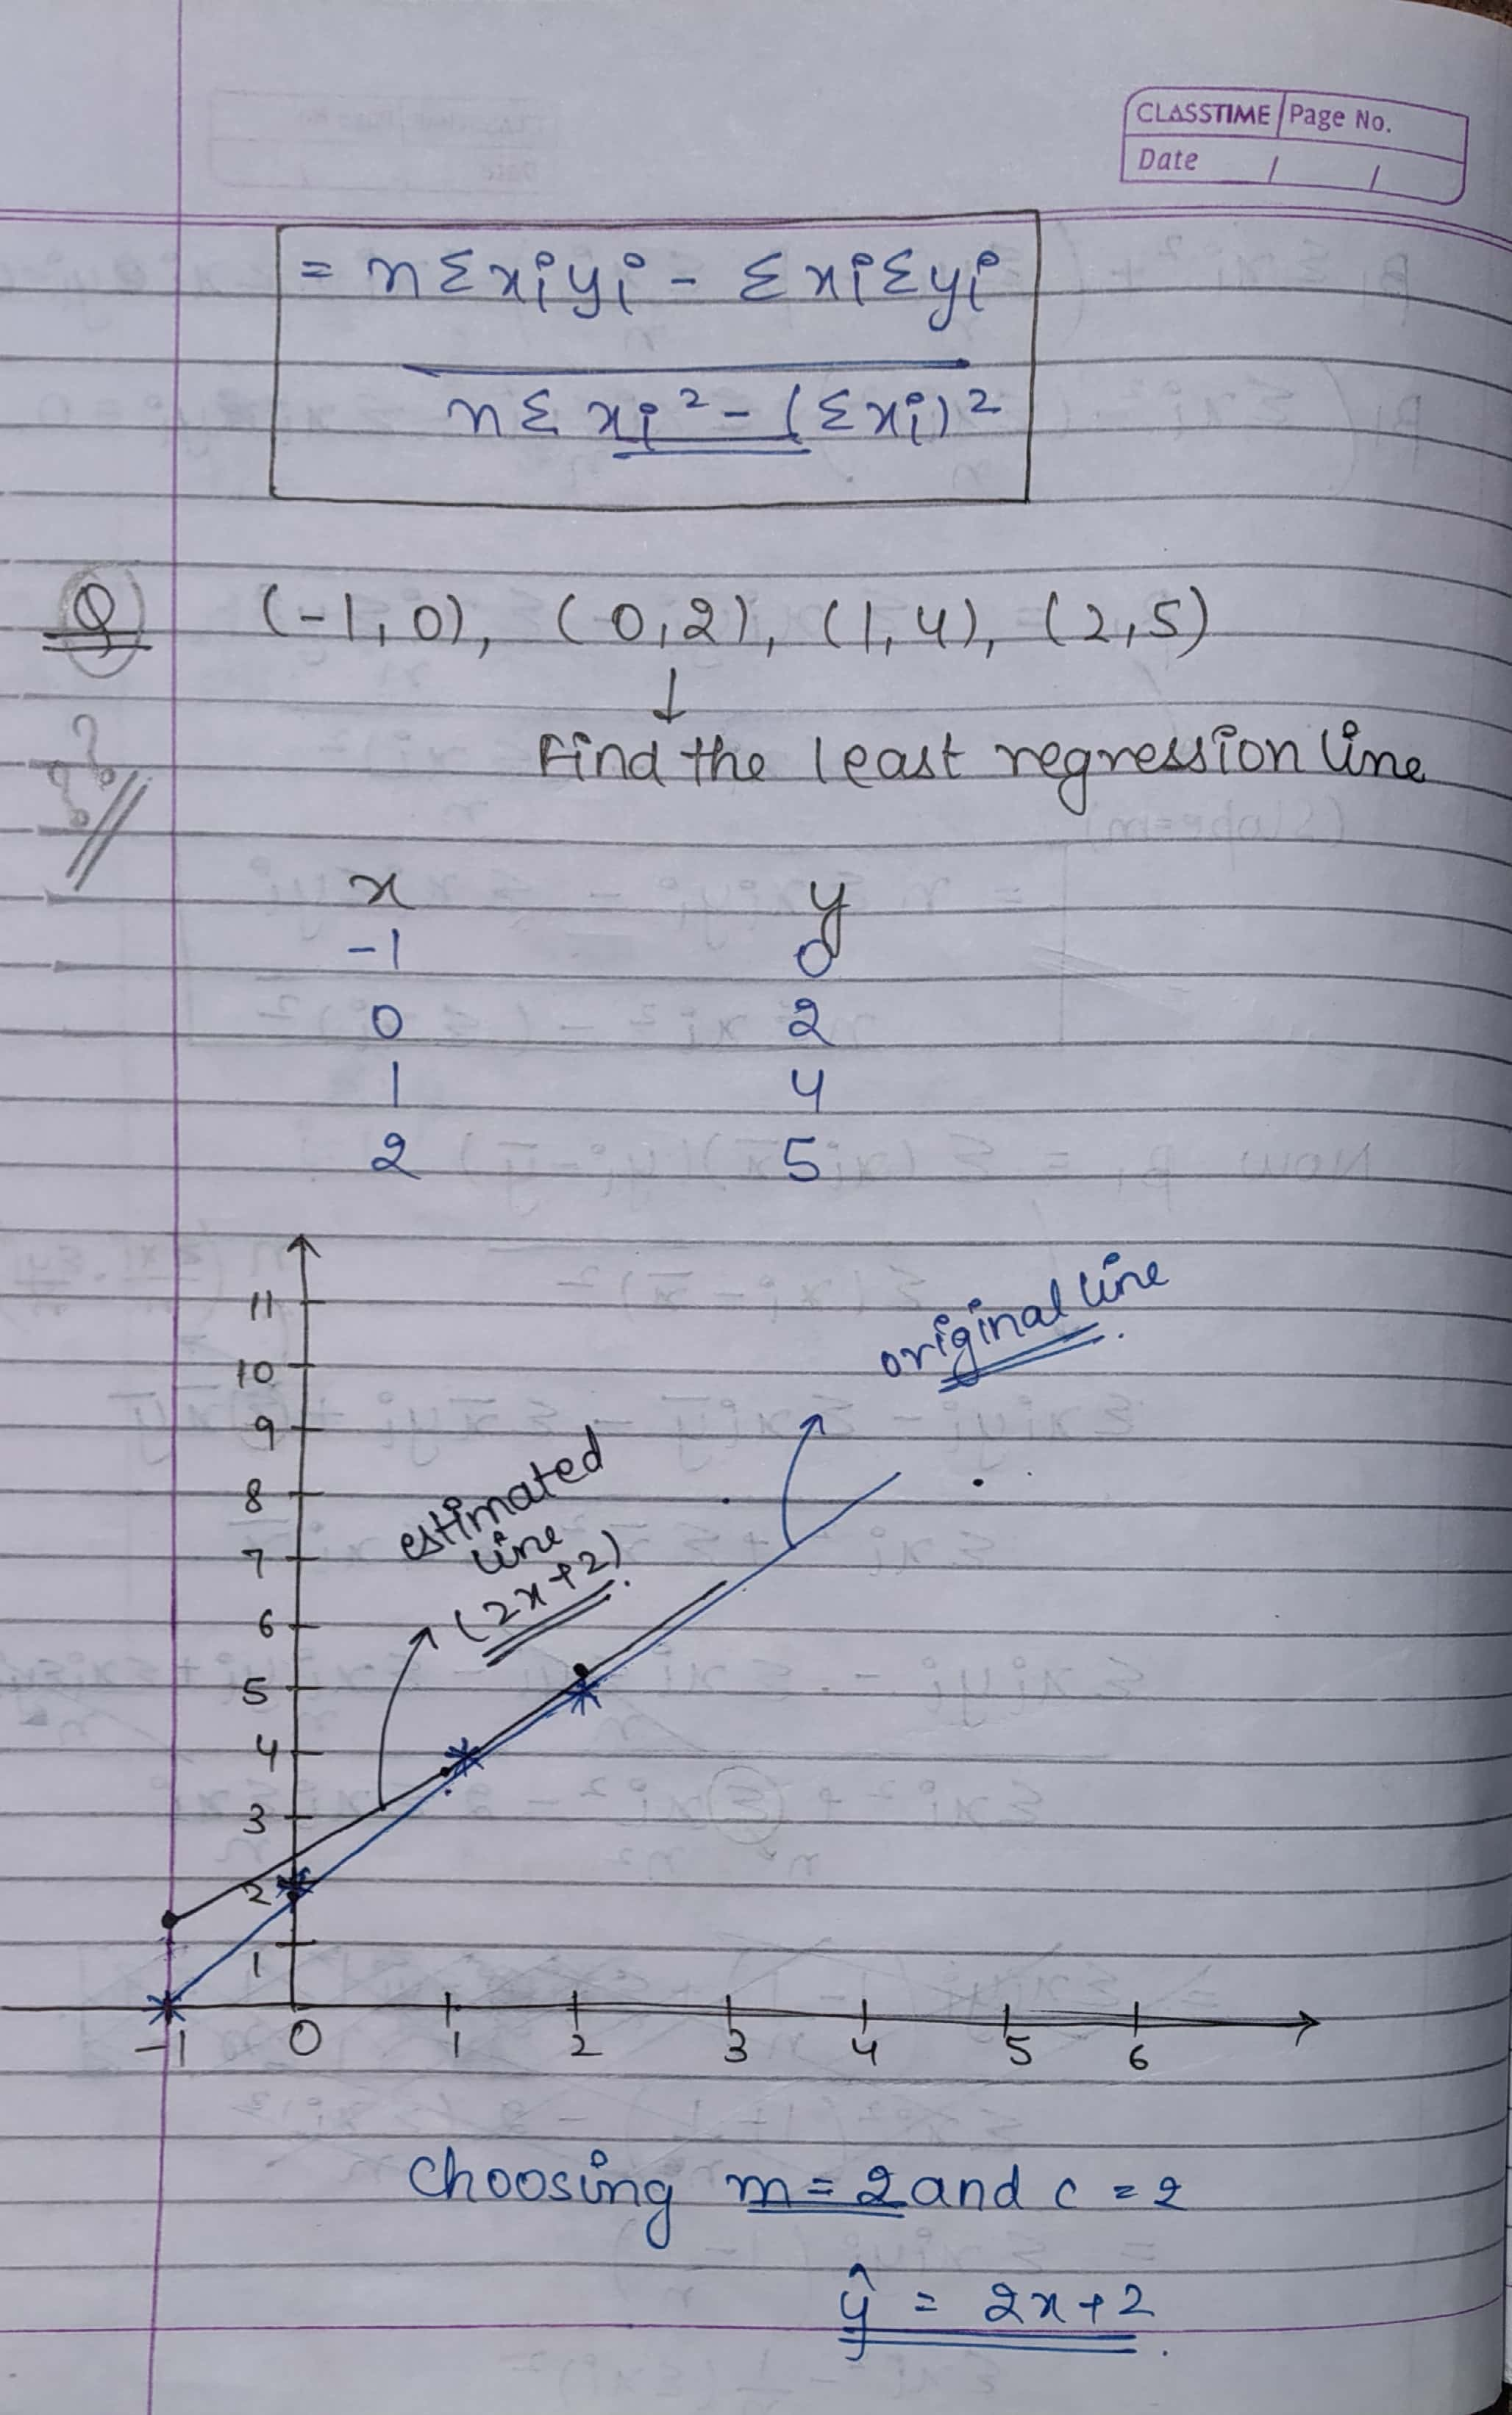 CLASSTIME Page No.
Date / /
= nΣxiyi - ΣxiΣyi
nΣxi² - (Σxi)²
Q (-1,0), (0,2), (1,4), (2,5)
↓
Find the least regression line
x y
-1 0
0 2
1 4
2 5
original line
11
10
9
estimated
8
line
7
(2x+2)
6
5
4
3
2
1
-1 0 1 2 3 4 5 6
choosing m = 2 and c = 2
ŷ = 2x+2